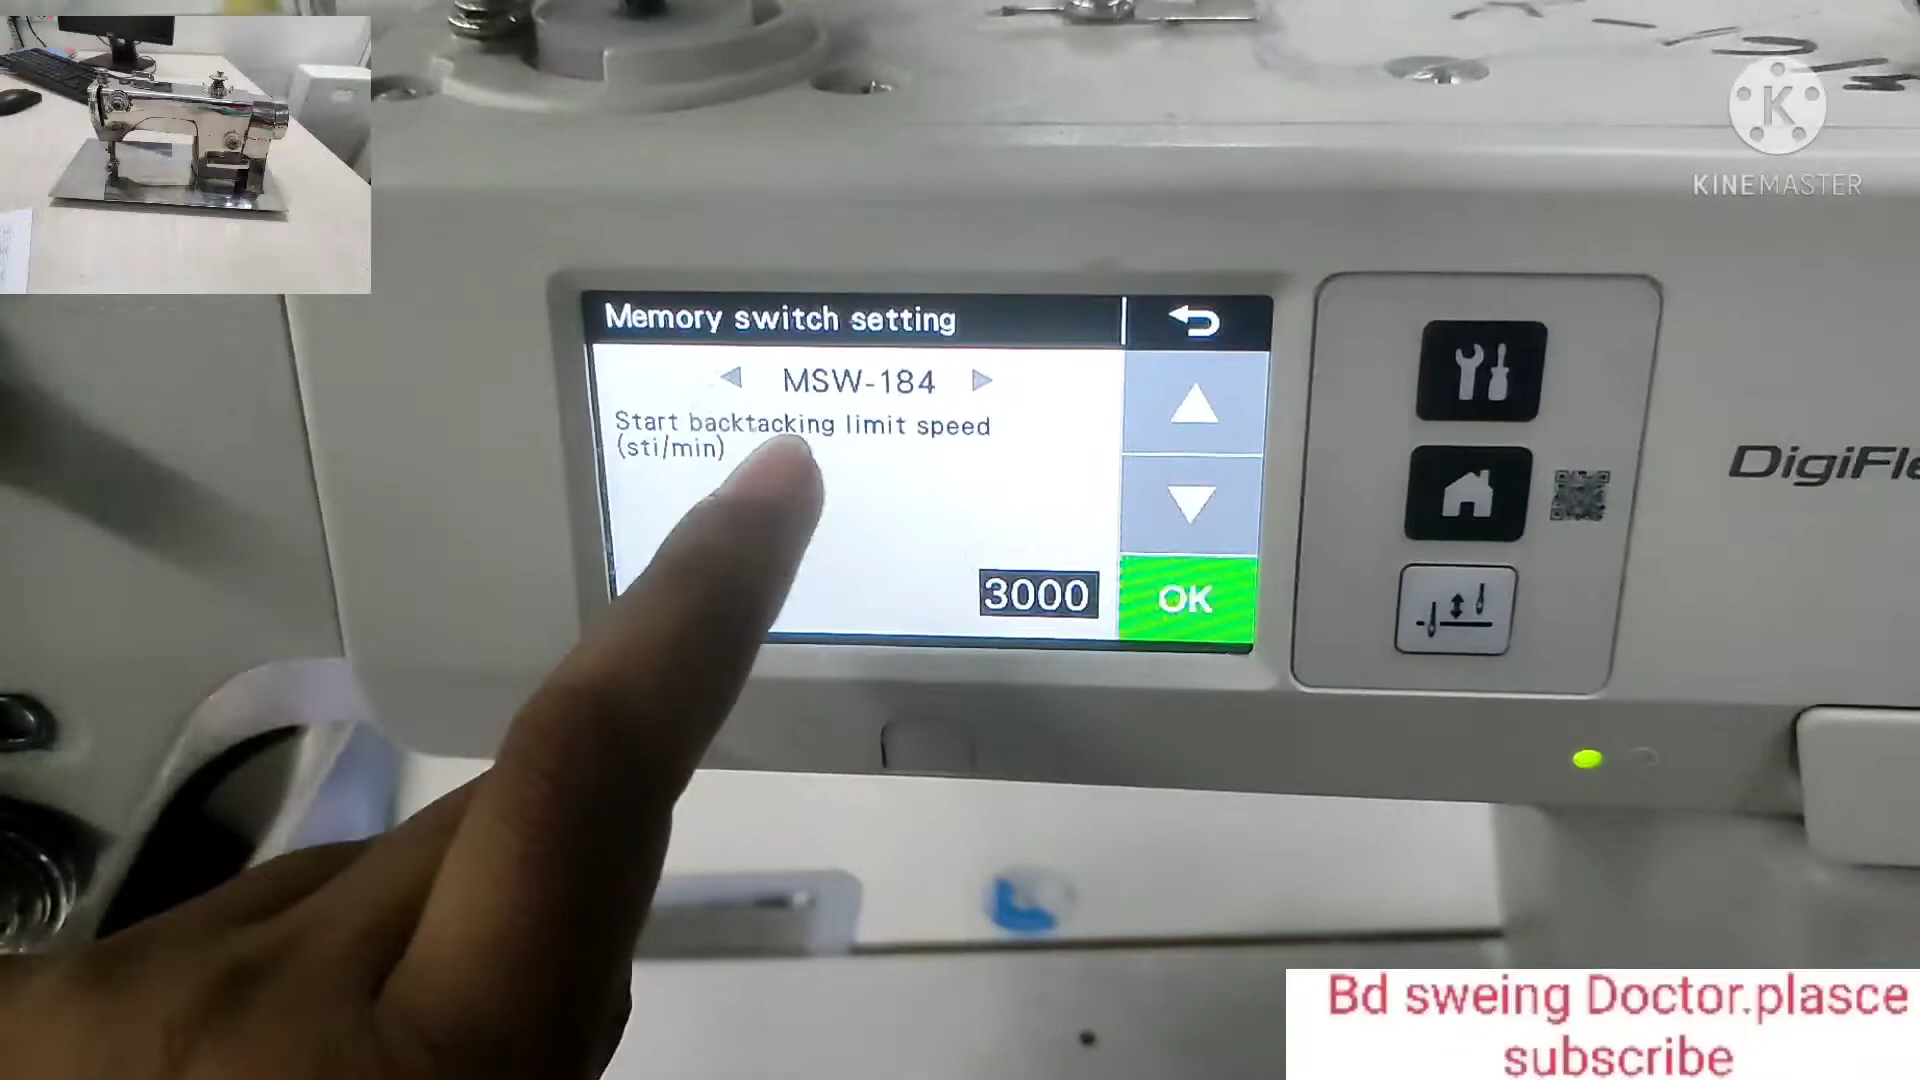 KINEMASTER
Memory switch setting
MSW-184
Start backtacking limit speed
(sti/min)
3000
OK
Bd sweing Doctor.plasce
subscribe